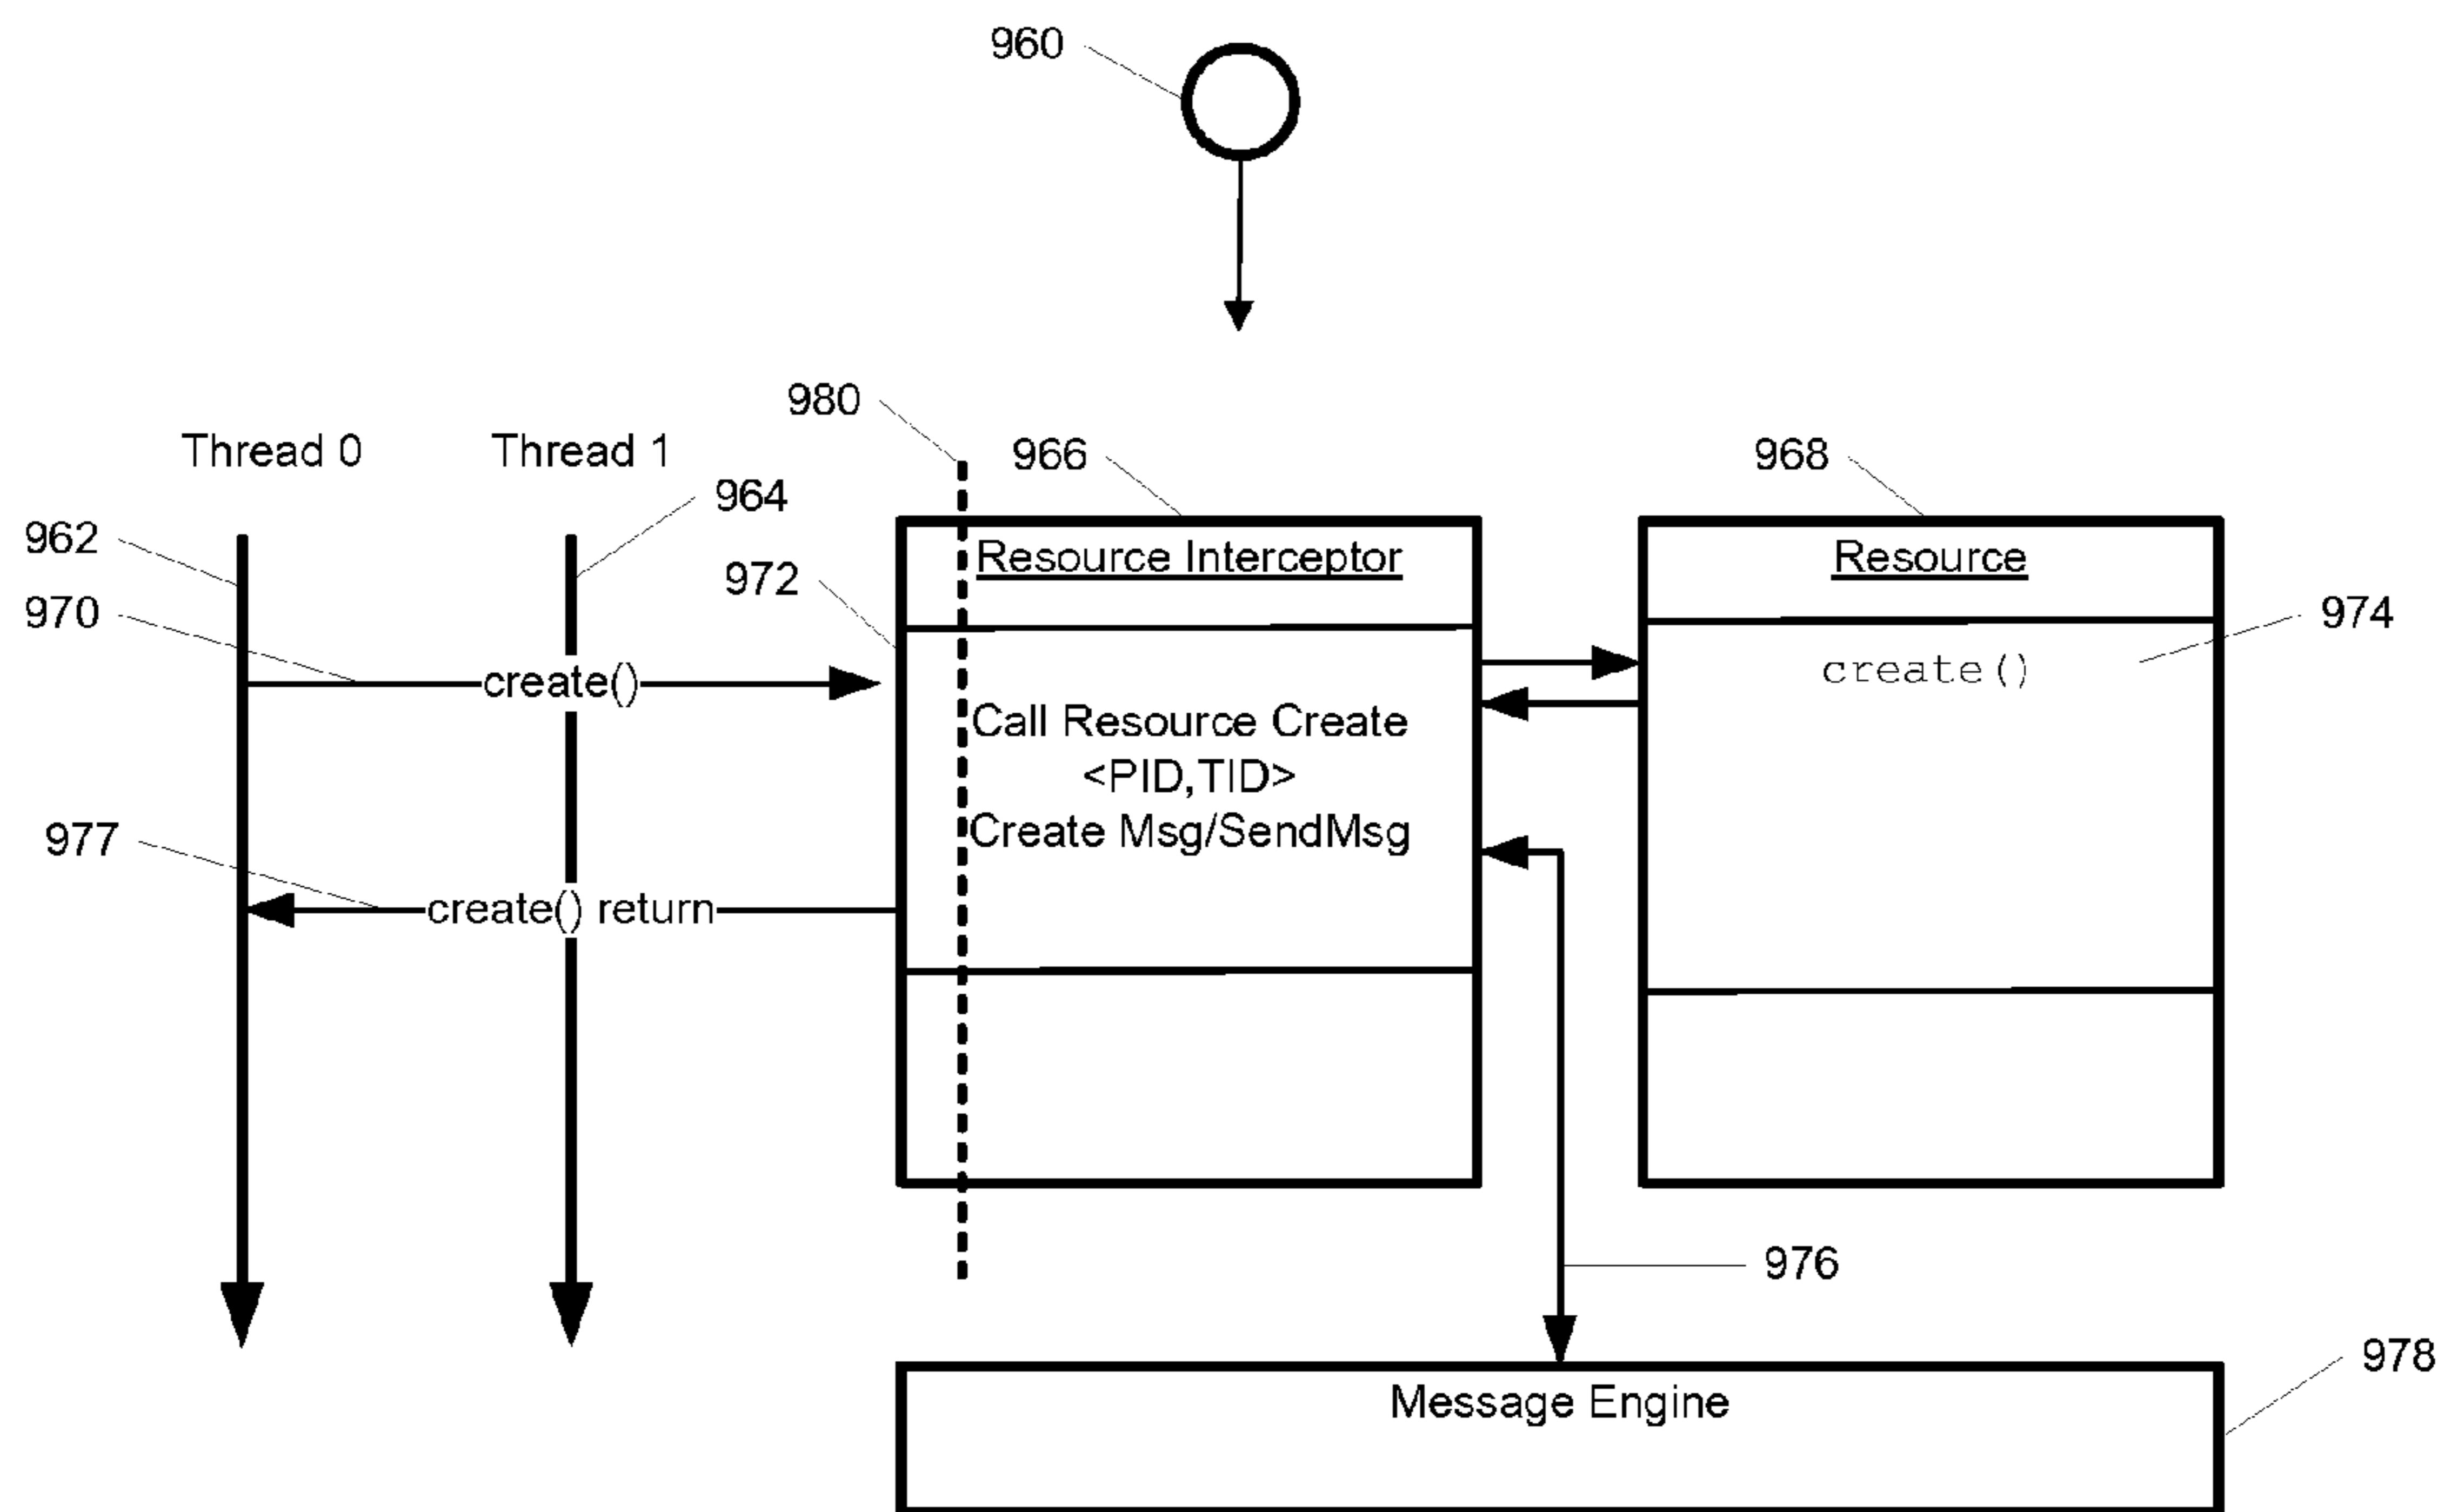 960
980
Thread 0
Thread 1
966
968
964
962
Resource Interceptor
Resource
972
970
974
create()
create()
Call Resource Create
<PID,TID>
Create Msg/SendMsg
977
create() return
976
978
Message Engine